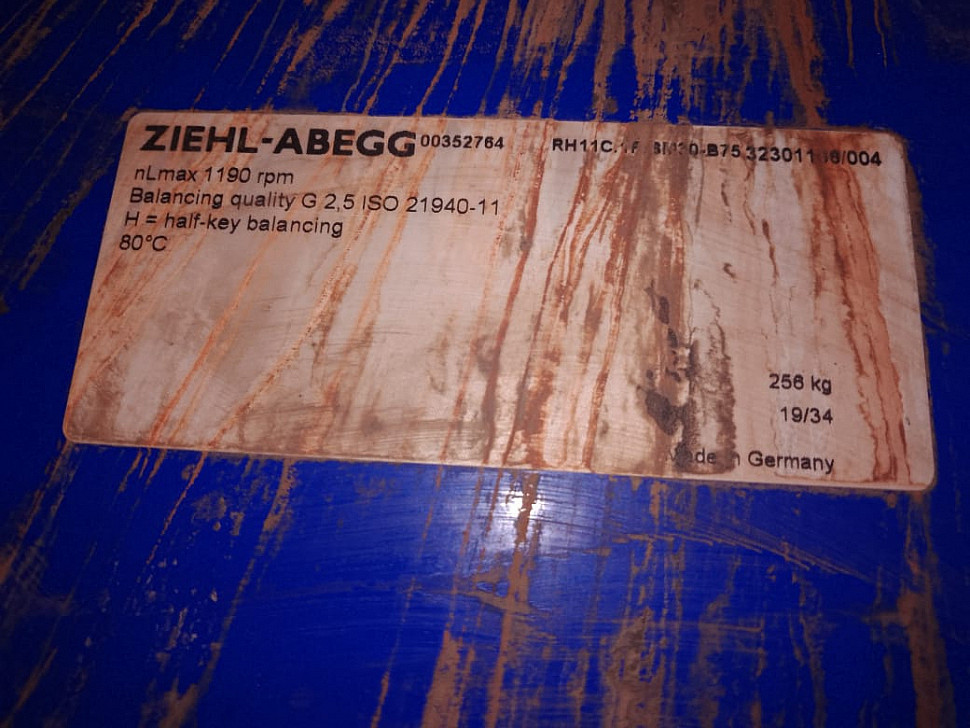 ZIEHL-ABEGG 00352764
nLmax 1190 rpm
Balancing quality G 2,5 ISO 21940-11
H = half-key balancing
80°C
256 kg
19/34
Germany